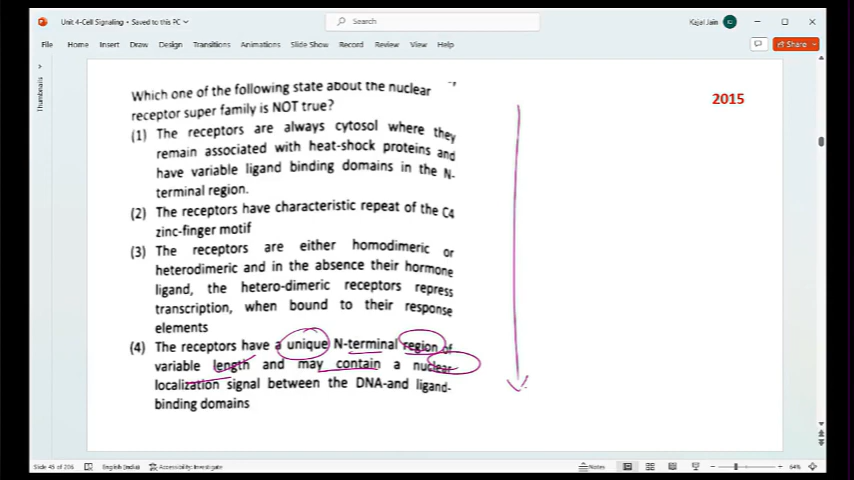 Unit 4-Cell Signaling • Saved to this PC
Search
Kajal Jain
File Home Insert Draw Design Transitions Animations Slide Show Record Review View Help
Share
Thumbnails
Which one of the following state about the nuclear
receptor super family is NOT true?
2015
(1) The receptors are always cytosol where they
remain associated with heat-shock proteins and
have variable ligand binding domains in the N-
terminal region.
(2) The receptors have characteristic repeat of the C4
zinc-finger motif
(3) The receptors are either homodimeric or
heterodimeric and in the absence their hormone
ligand, the hetero-dimeric receptors repress
transcription, when bound to their response
elements
(4) The receptors have a unique N-terminal region of
variable length and may contain a nuclear
localization signal between the DNA-and ligand-
binding domains
Slide 45 of 206 English (India) Accessibility: Investigate Notes 64%